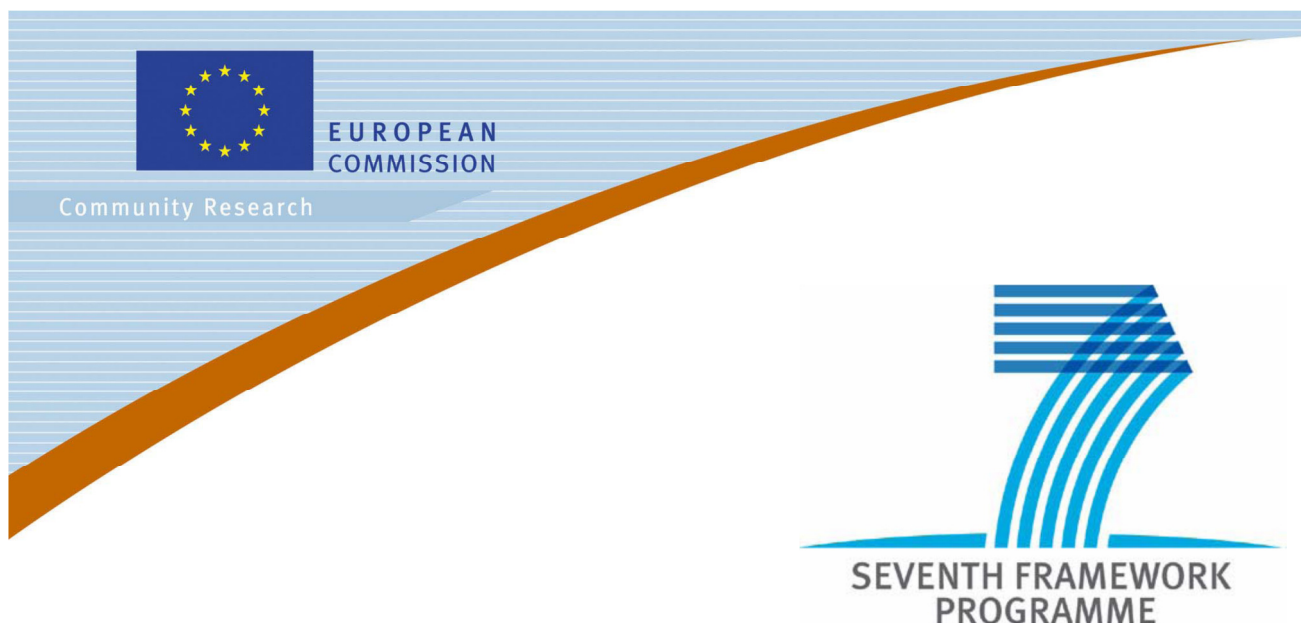 EUROPEAN
COMMISSION
Community Research
SEVENTH FRAMEWORK
PROGRAMME